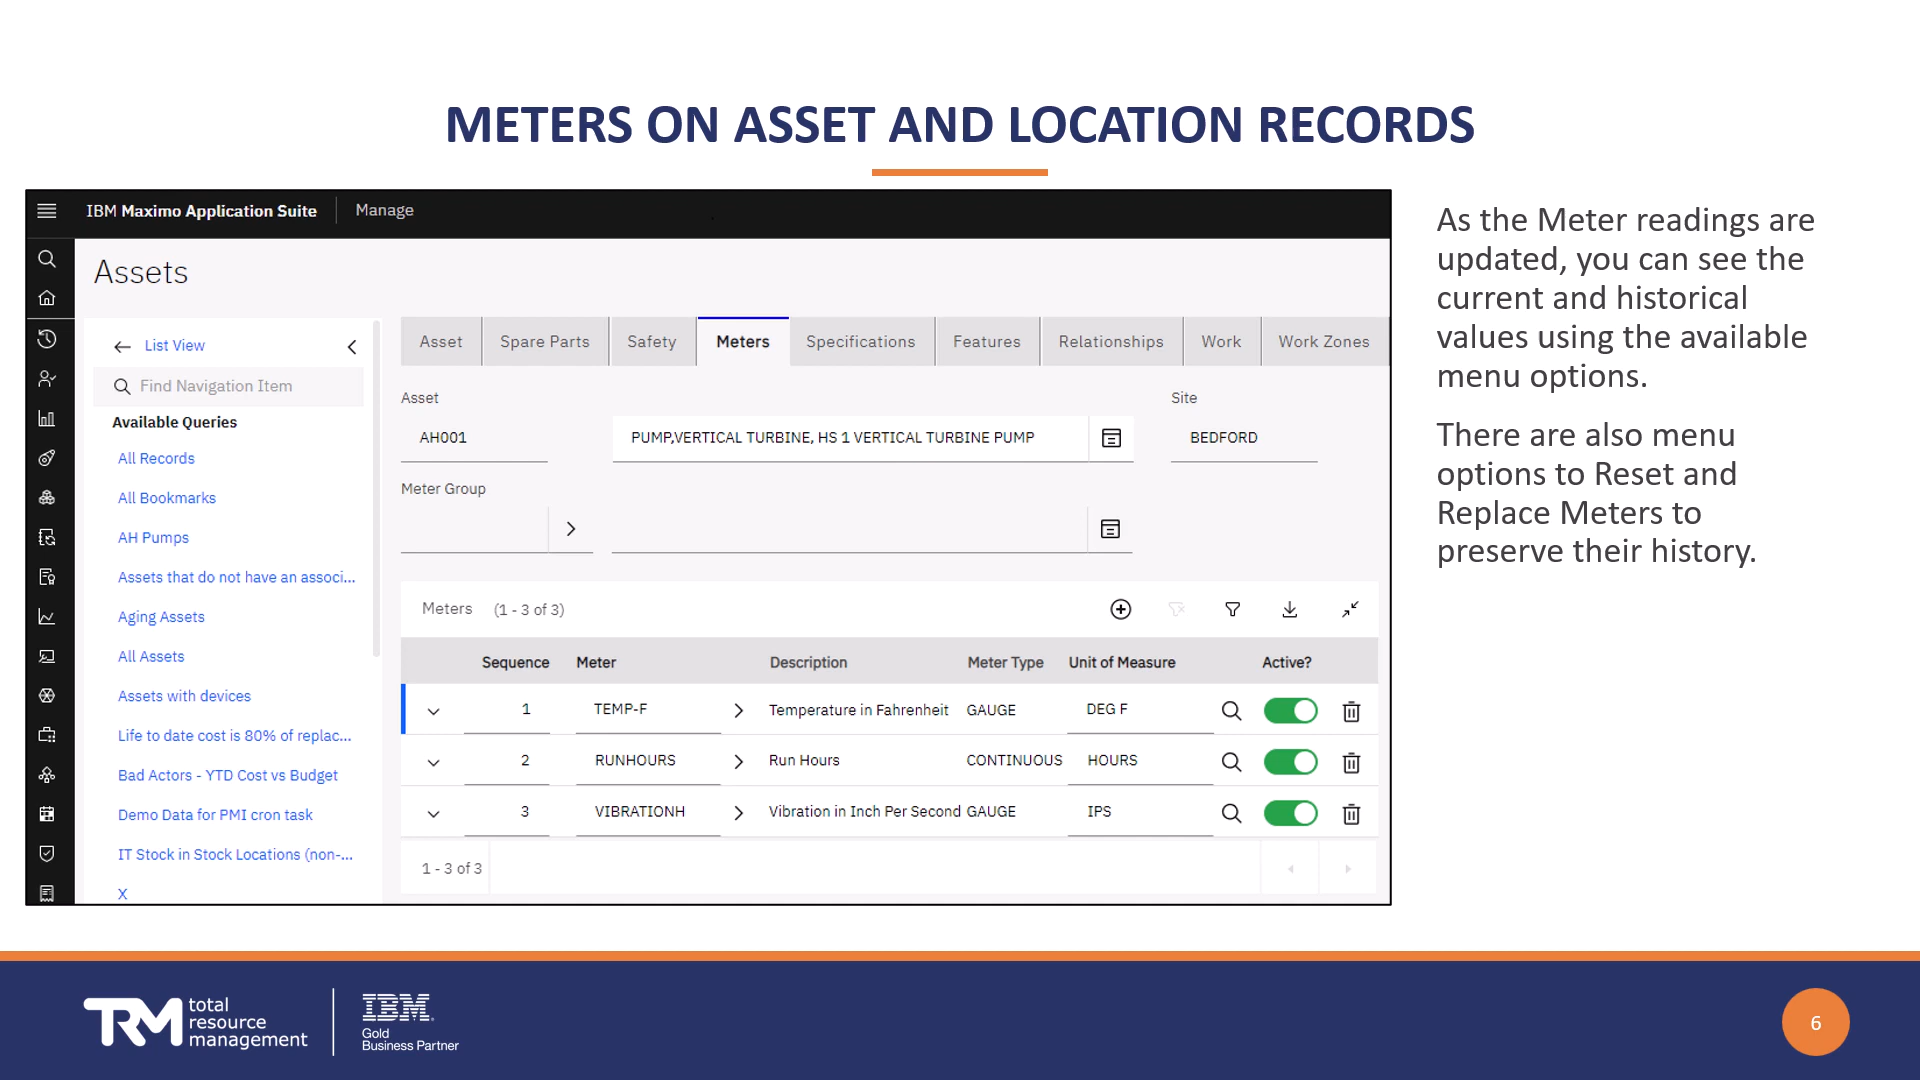 METERS ON ASSET AND LOCATION RECORDS
IBM Maximo Application Suite
Manage
Assets
List View
Find Navigation Item
Available Queries
All Records
All Bookmarks
AH Pumps
Assets that do not have an associ...
Aging Assets
All Assets
Assets with devices
Life to date cost is 80% of replac...
Bad Actors - YTD Cost vs Budget
Demo Data for PMI cron task
IT Stock in Stock Locations (non-...
X
Asset Spare Parts Safety Meters Specifications Features Relationships Work Work Zones
Asset Site
AH001 PUMP,VERTICAL TURBINE, HS 1 VERTICAL TURBINE PUMP BEDFORD
Meter Group
Meters (1 - 3 of 3)
Sequence Meter Description Meter Type Unit of Measure Active?
1 TEMP-F Temperature in Fahrenheit GAUGE DEG F
2 RUNHOURS Run Hours CONTINUOUS HOURS
3 VIBRATIONH Vibration in Inch Per Second GAUGE IPS
1 - 3 of 3
As the Meter readings are
updated, you can see the
current and historical
values using the available
menu options.
There are also menu
options to Reset and
Replace Meters to
preserve their history.
TRM total
resource
management
IBM
Gold
Business Partner
6